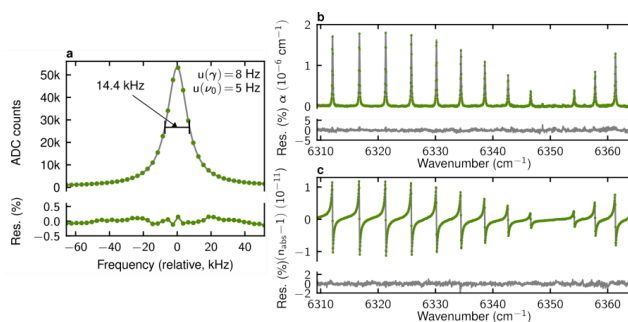 a
50k
40k
30k
20k
10k
0
ADC counts
14.4 kHz
u(γ)=8 Hz
u(ν₀)=5 Hz
0.5
0.0
−0.5
Res. (%)
−60 −40 −20 0 20 40
Frequency (relative, kHz)
b
2
1
0
α (10⁻⁶ cm⁻¹)
5
0
−5
Res. (%)
6310 6320 6330 6340 6350 6360
Wavenumber (cm⁻¹)
c
1
0
−1
(n_abs−1) (10⁻¹¹)
2
0
−2
Res. (%)
6310 6320 6330 6340 6350 6360
Wavenumber (cm⁻¹)